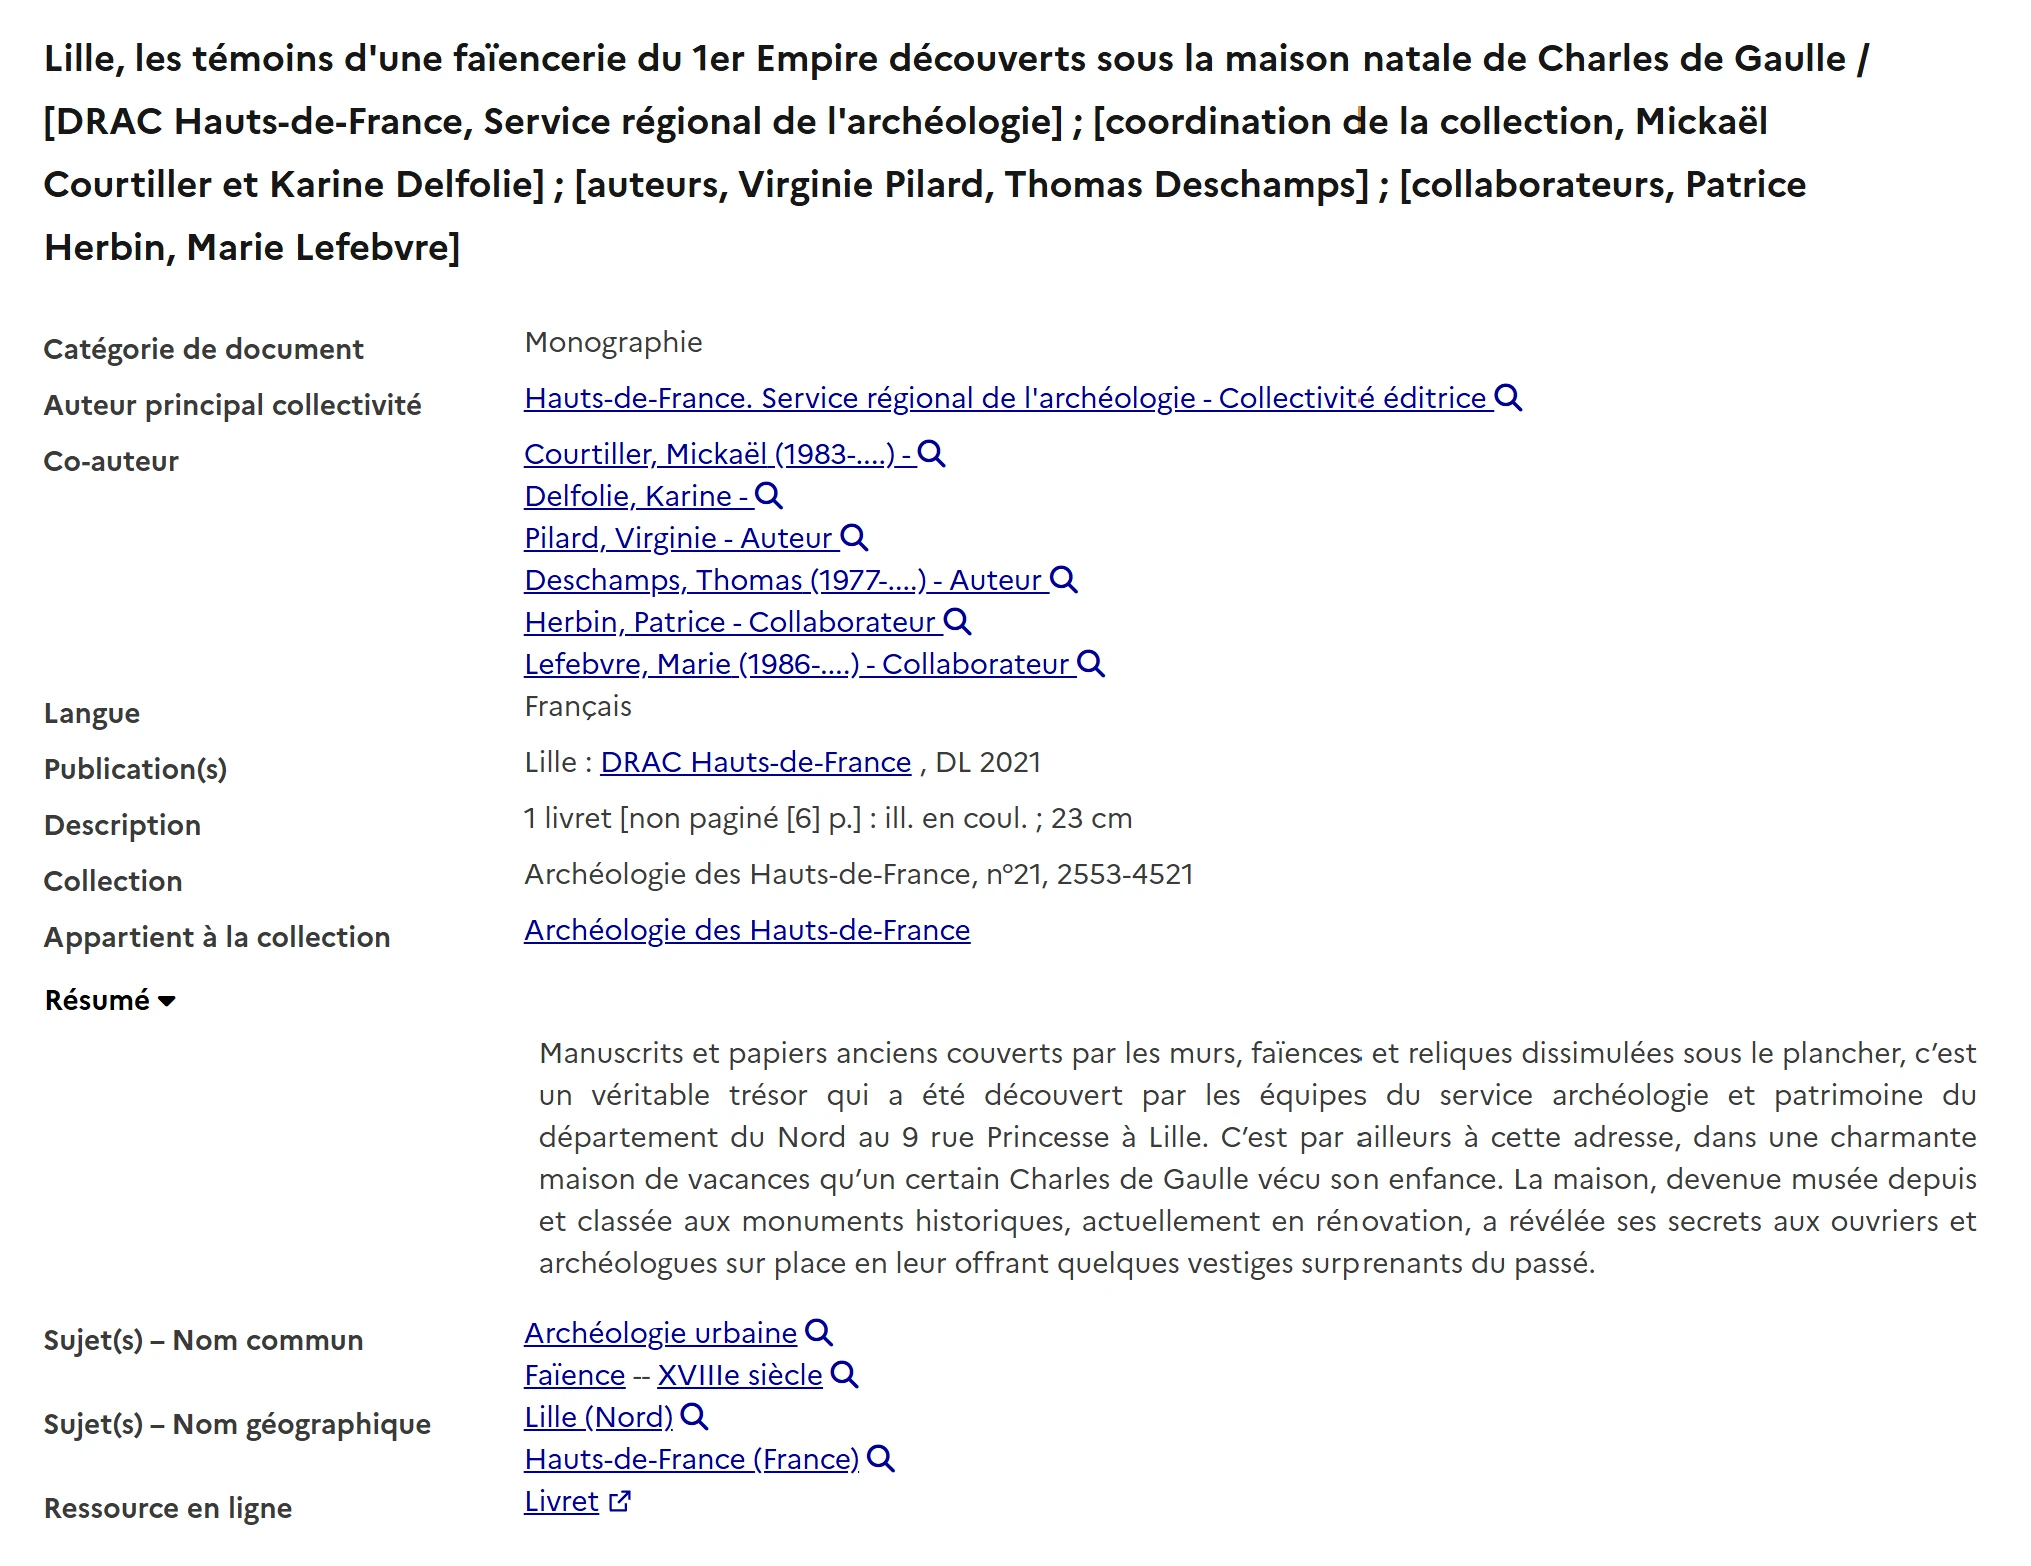 Lille, les témoins d'une faïencerie du 1er Empire découverts sous la maison natale de Charles de Gaulle /
[DRAC Hauts-de-France, Service régional de l'archéologie] ; [coordination de la collection, Mickaël
Courtiller et Karine Delfolie] ; [auteurs, Virginie Pilard, Thomas Deschamps] ; [collaborateurs, Patrice
Herbin, Marie Lefebvre]
Catégorie de document Monographie
Auteur principal collectivité Hauts-de-France. Service régional de l'archéologie - Collectivité éditrice
Co-auteur Courtiller, Mickaël (1983-....) -
Delfolie, Karine -
Pilard, Virginie - Auteur
Deschamps, Thomas (1977-....) - Auteur
Herbin, Patrice - Collaborateur
Lefebvre, Marie (1986-....) - Collaborateur
Langue Français
Publication(s) Lille : DRAC Hauts-de-France , DL 2021
Description 1 livret [non paginé [6] p.] : ill. en coul. ; 23 cm
Collection Archéologie des Hauts-de-France, n°21, 2553-4521
Appartient à la collection Archéologie des Hauts-de-France
Résumé
Manuscrits et papiers anciens couverts par les murs, faïences et reliques dissimulées sous le plancher, c’est
un véritable trésor qui a été découvert par les équipes du service archéologie et patrimoine du
département du Nord au 9 rue Princesse à Lille. C’est par ailleurs à cette adresse, dans une charmante
maison de vacances qu’un certain Charles de Gaulle vécu son enfance. La maison, devenue musée depuis
et classée aux monuments historiques, actuellement en rénovation, a révélée ses secrets aux ouvriers et
archéologues sur place en leur offrant quelques vestiges surprenants du passé.
Sujet(s) – Nom commun Archéologie urbaine
Faïence -- XVIIIe siècle
Sujet(s) – Nom géographique Lille (Nord)
Hauts-de-France (France)
Ressource en ligne Livret